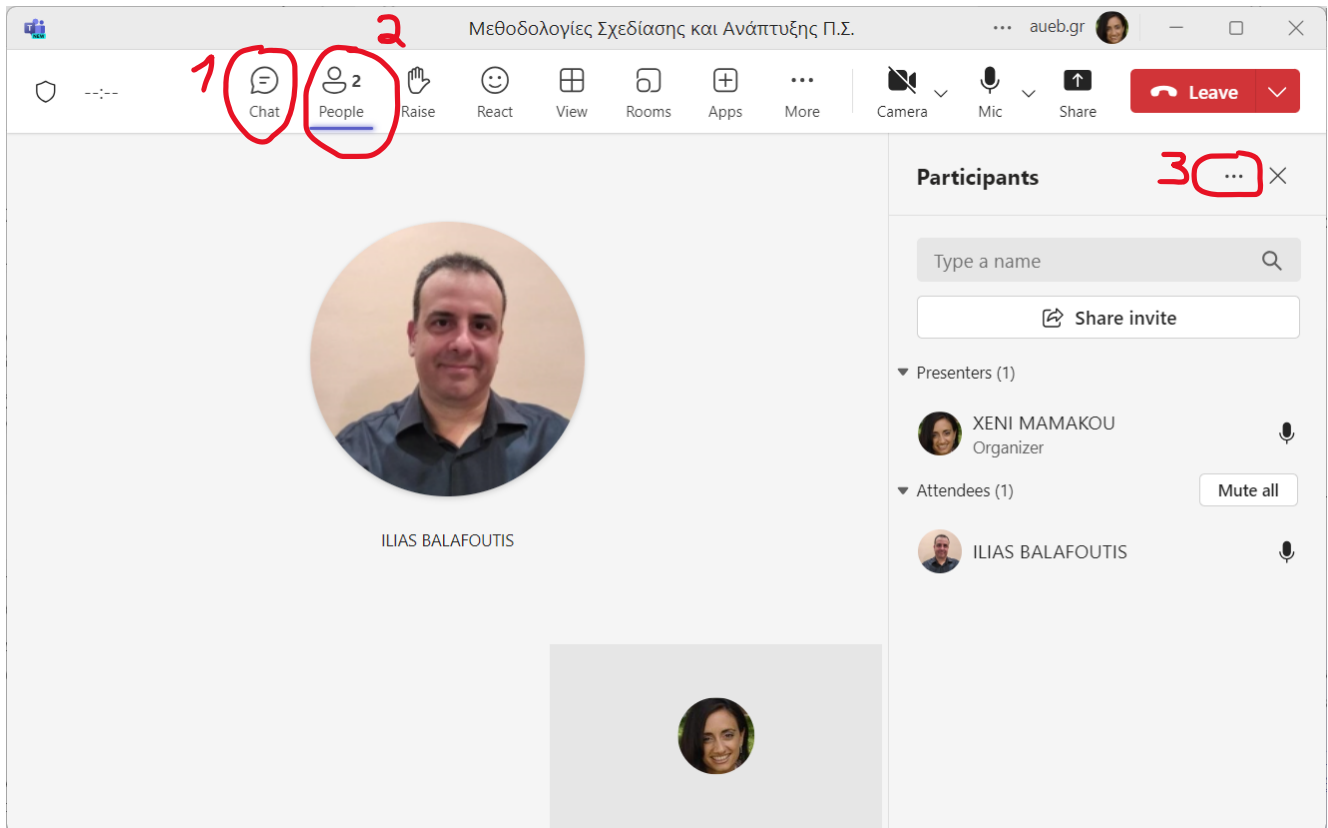 2
Μεθοδολογίες Σχεδίασης και Ανάπτυξης Π.Σ.
... aueb.gr
NEW
1
--:--
2
Chat
People
Raise
React
View
Rooms
Apps
More
Camera
Mic
Share
Leave
Participants
3
...
Type a name
Share invite
Presenters (1)
XENI MAMAKOU
Organizer
Attendees (1)
Mute all
ILIAS BALAFOUTIS
ILIAS BALAFOUTIS